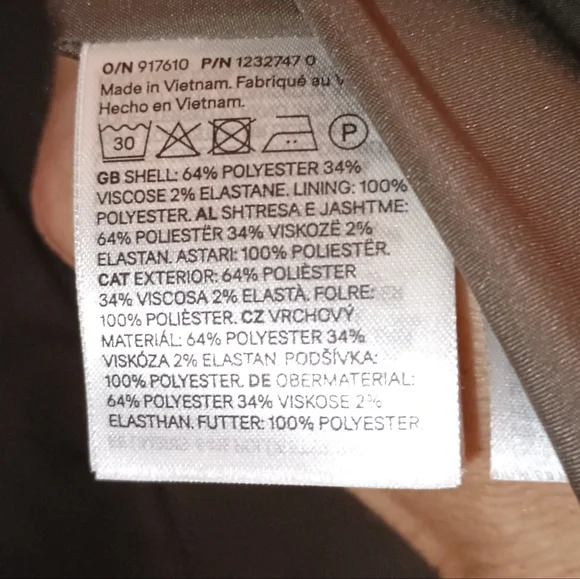 O/N 917610 P/N 1232747 0
Made in Vietnam. Fabriqué au
Hecho en Vietnam.
30 P
GB SHELL: 64% POLYESTER 34%
VISCOSE 2% ELASTANE. LINING: 100%
POLYESTER. AL SHTRESA E JASHTME:
64% POLIESTËR 34% VISKOZË 2%
ELASTAN. ASTARI: 100% POLIESTËR.
CAT EXTERIOR: 64% POLIÈSTER
34% VISCOSA 2% ELASTÀ. FOLRE:
100% POLIÈSTER. CZ VRCHOVÝ
MATERIÁL: 64% POLYESTER 34%
VISKÓZA 2% ELASTAN PODŠÍVKA:
100% POLYESTER. DE OBERMATERIAL:
64% POLYESTER 34% VISKOSE 2%
ELASTHAN. FUTTER: 100% POLYESTER